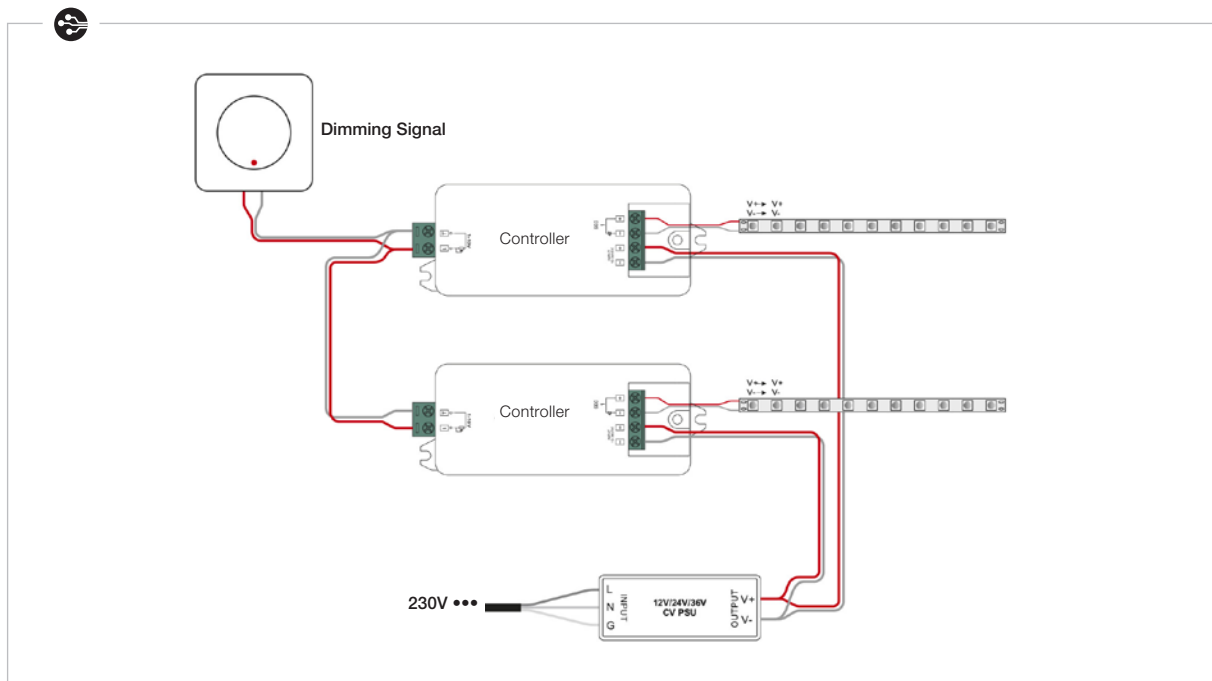 Dimming Signal
Controller
V+ V+
V- V-
Controller
V+ V+
V- V-
230V •••
L
N
G
INPUT
12V/24V/36V
CV PSU
OUTPUT
V+
V-